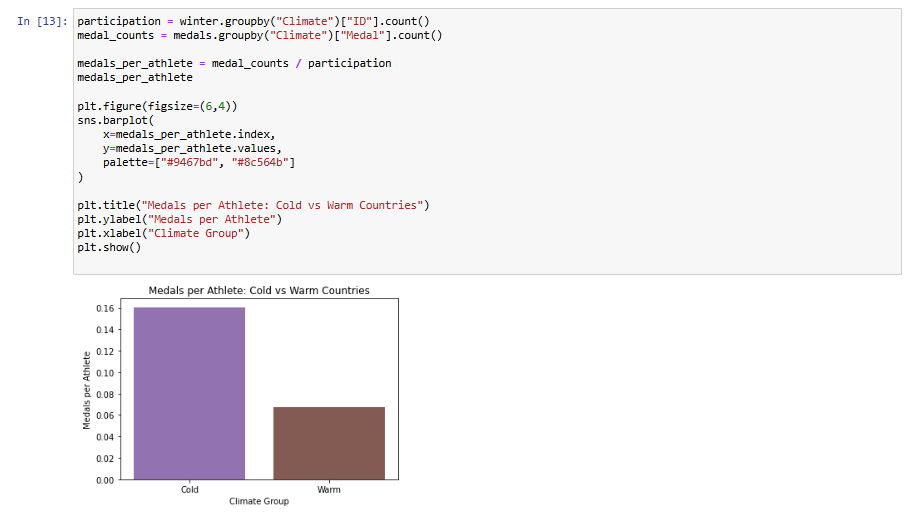 In [13]: participation = winter.groupby("Climate")["ID"].count()
medal_counts = medals.groupby("Climate")["Medal"].count()
medals_per_athlete = medal_counts / participation
medals_per_athlete
plt.figure(figsize=(6,4))
sns.barplot(
x=medals_per_athlete.index,
y=medals_per_athlete.values,
palette=["#9467bd", "#8c564b"]
)
plt.title("Medals per Athlete: Cold vs Warm Countries")
plt.ylabel("Medals per Athlete")
plt.xlabel("Climate Group")
plt.show()
Medals per Athlete: Cold vs Warm Countries
Medals per Athlete
0.16
0.14
0.12
0.10
0.08
0.06
0.04
0.02
0.00
Cold Warm
Climate Group